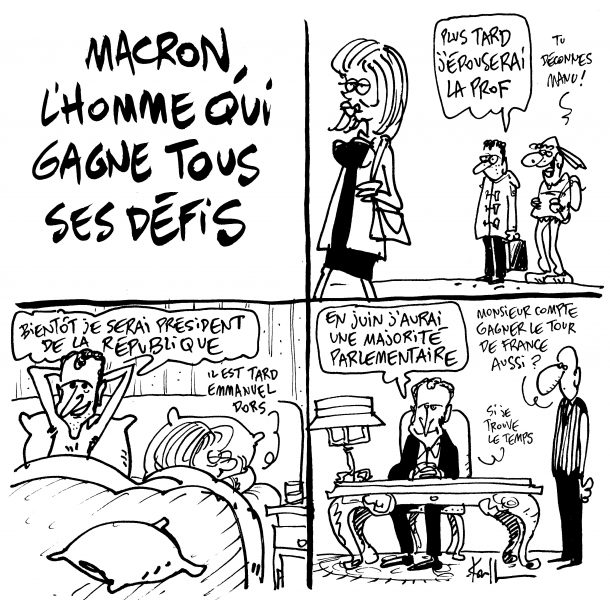 MACRON,
L'HOMME QUI
GAGNE TOUS
SES DÉFIS
PLUS TARD
J'ÉPOUSERAI
LA PROF
TU
DÉCONNES
MANU!
BIENTÔT JE SERAI PRÉSIDENT
DE LA RÉPUBLIQUE
IL EST TARD
EMMANUEL
DORS
EN JUIN J'AURAI
UNE MAJORITÉ
PARLEMENTAIRE
MONSIEUR COMPTE
GAGNER LE TOUR
DE FRANCE
AUSSI?
SI JE
TROUVE
LE TEMPS